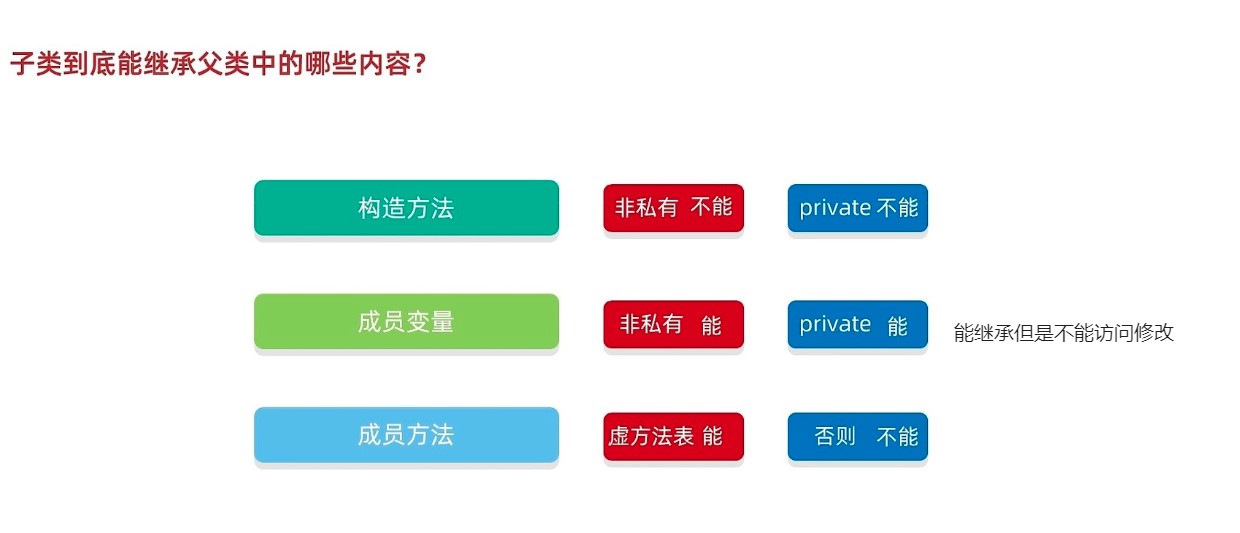 子类到底能继承父类中的哪些内容？
构造方法 非私有 不能 private 不能
成员变量 非私有 能 private 能 能继承但是不能访问修改
成员方法 虚方法表 能 否则 不能